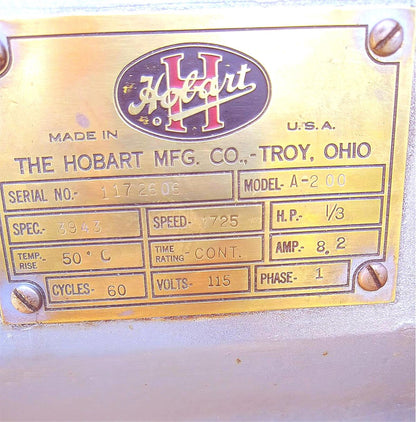 Hobart
H
MADE IN U.S.A.
THE HOBART MFG. CO.,-TROY, OHIO
SERIAL NO.- 1172606 MODEL- A-200
SPEC.- 3943 SPEED- 1725 H.P.- 1/3
TEMP. RISE 50°C TIME RATING- CONT. AMP.- 8.2
CYCLES- 60 VOLTS- 115 PHASE- 1